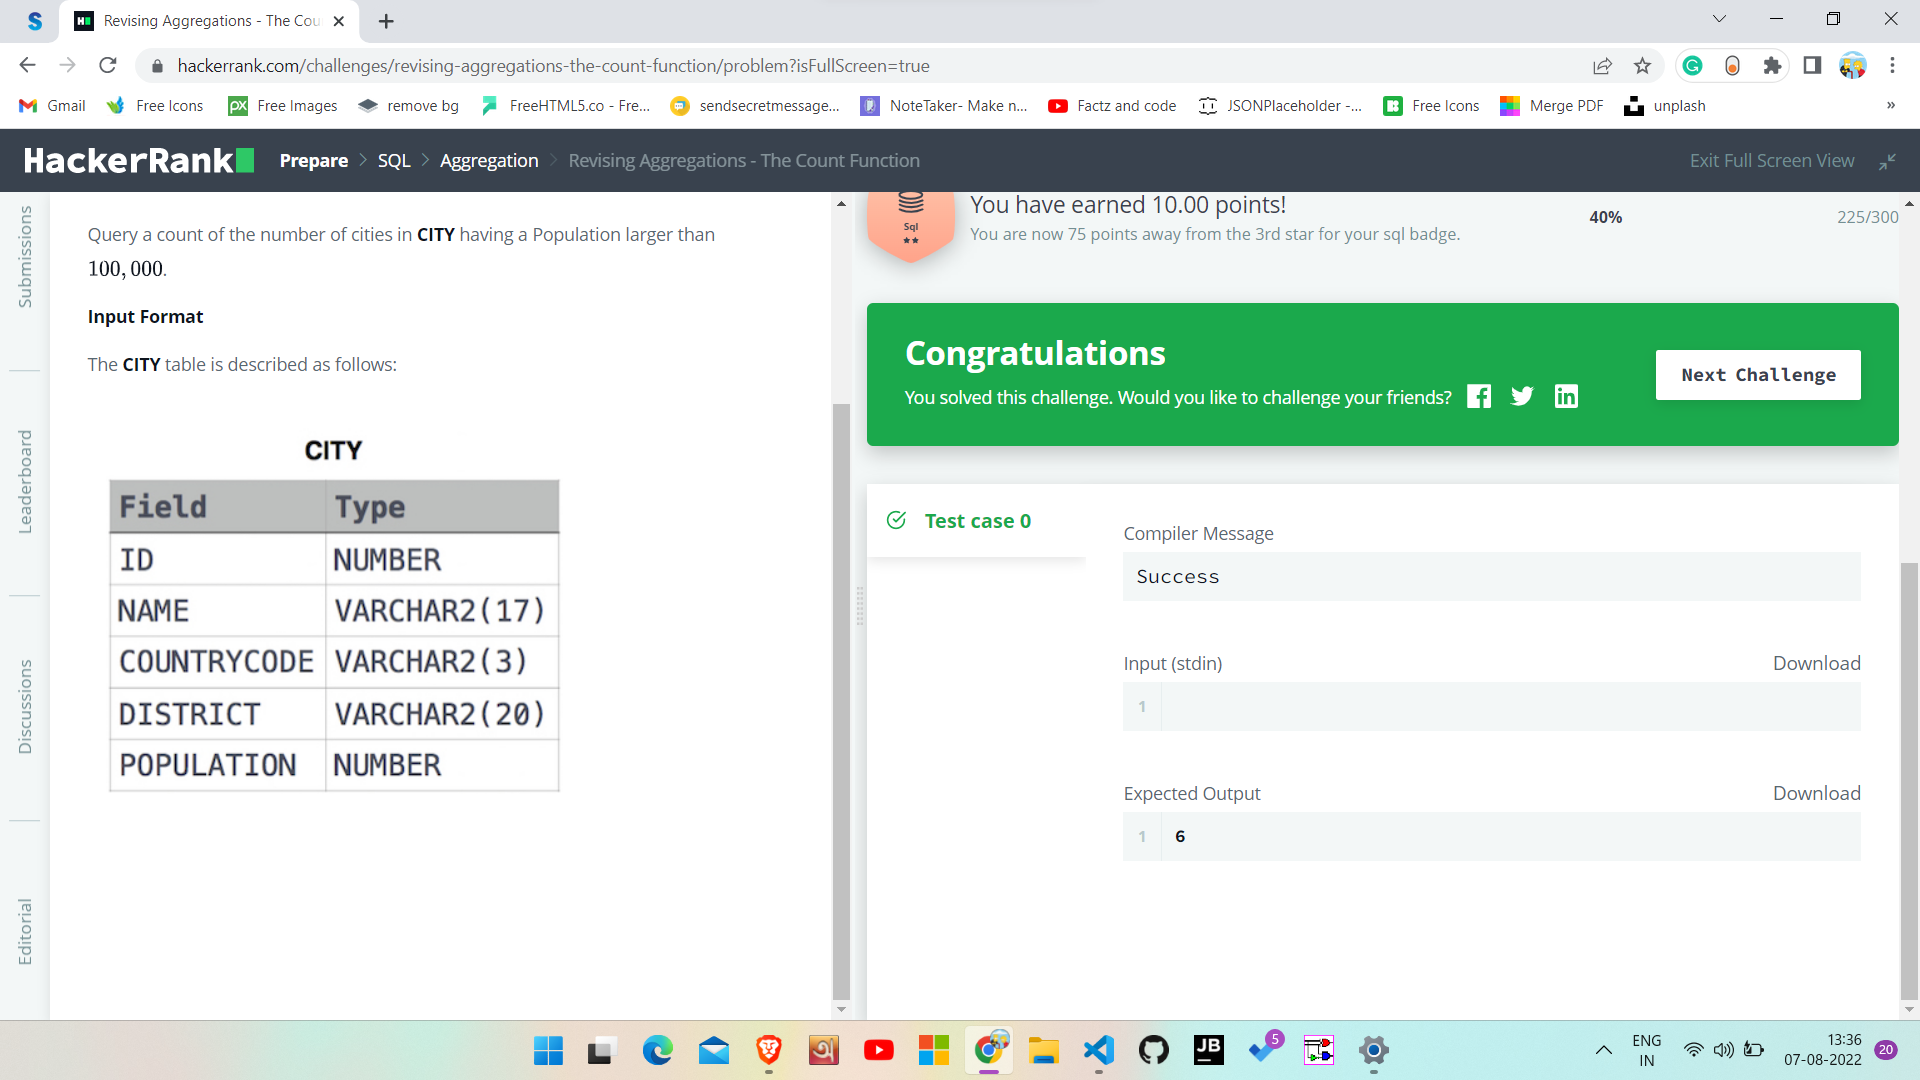 Revising Aggregations - The Cou
hackerrank.com/challenges/revising-aggregations-the-count-function/problem?isFullScreen=true
Gmail
Free Icons
px
Free Images
remove bg
FreeHTML5.co - Fre...
sendsecretmessage...
NoteTaker- Make n...
Factz and code
JSONPlaceholder -...
Free Icons
Merge PDF
unplash
»
HackerRank
Prepare
SQL
Aggregation
Revising Aggregations - The Count Function
Exit Full Screen View
Submissions
Leaderboard
Discussions
Editorial
Query a count of the number of cities in CITY having a Population larger than
100,000.
Input Format
The CITY table is described as follows:
CITY
Field Type
ID NUMBER
NAME VARCHAR2(17)
COUNTRYCODE VARCHAR2(3)
DISTRICT VARCHAR2(20)
POPULATION NUMBER
Sql
You have earned 10.00 points!
You are now 75 points away from the 3rd star for your sql badge.
40%
225/300
Congratulations
You solved this challenge. Would you like to challenge your friends?
Next Challenge
Test case 0
Compiler Message
Success
Input (stdin)
Download
1
Expected Output
Download
1 6
JB
5
ENG
IN
13:36
07-08-2022
20